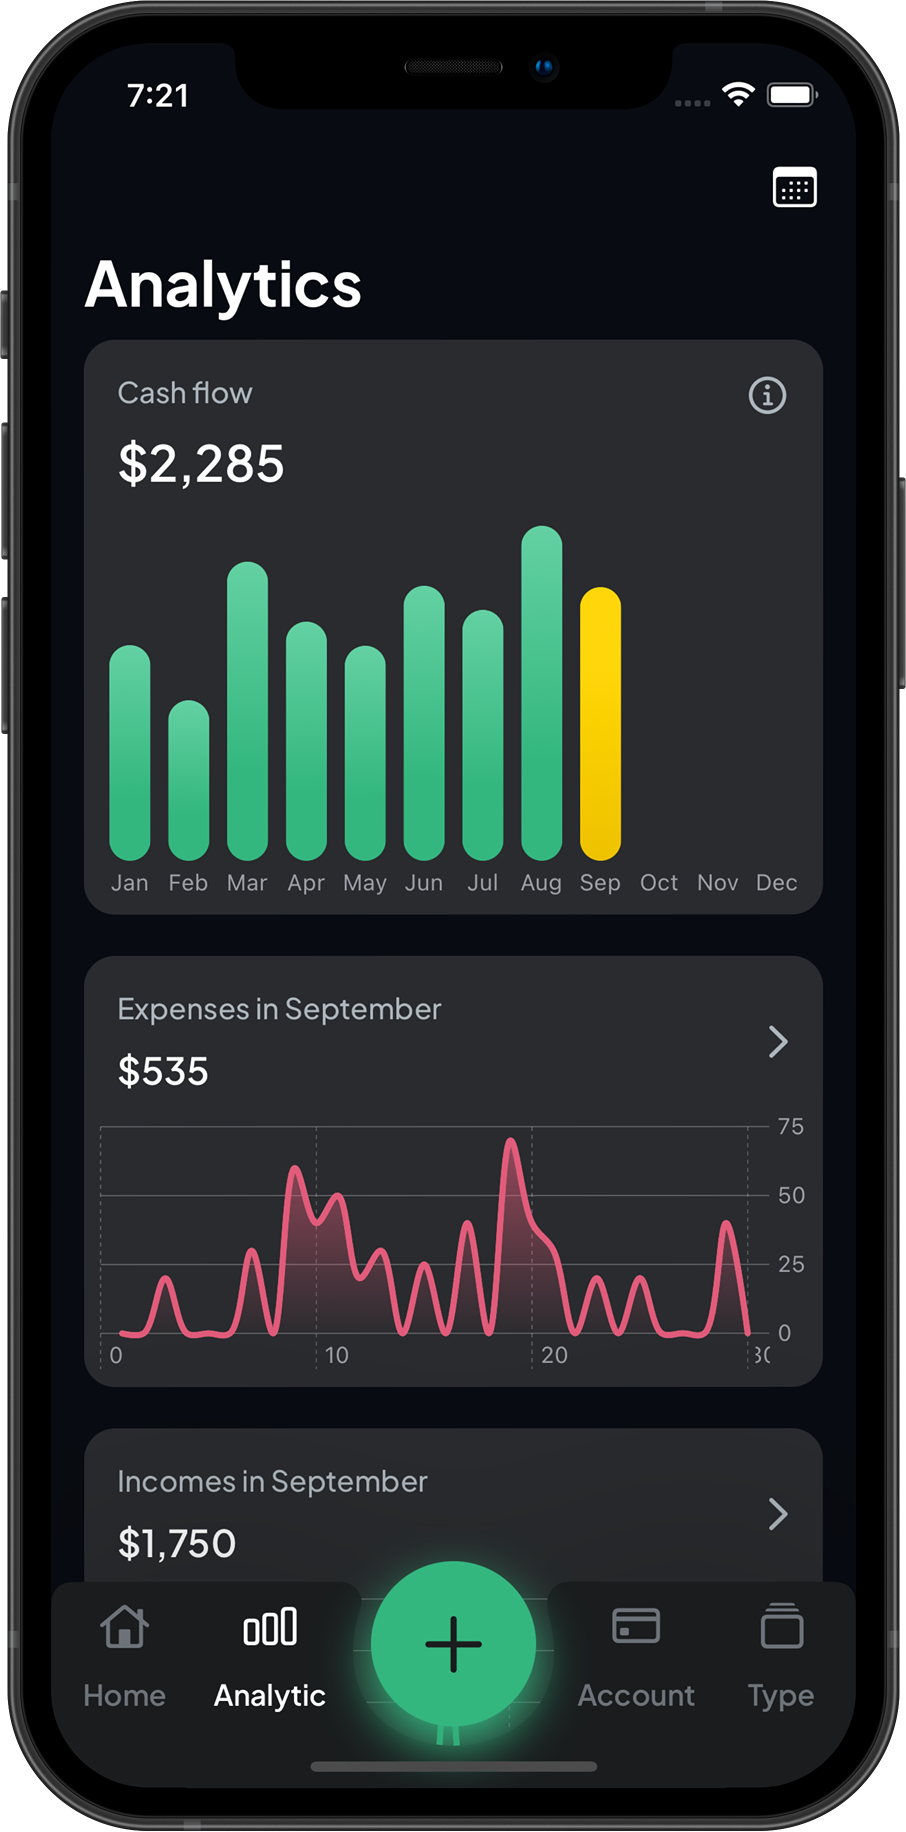 7:21
Analytics
Cash flow
$2,285
Jan Feb Mar Apr May Jun Jul Aug Sep Oct Nov Dec
Expenses in September
$535
75
50
25
0
0 10 20
Incomes in September
$1,750
Home Analytic Account Type